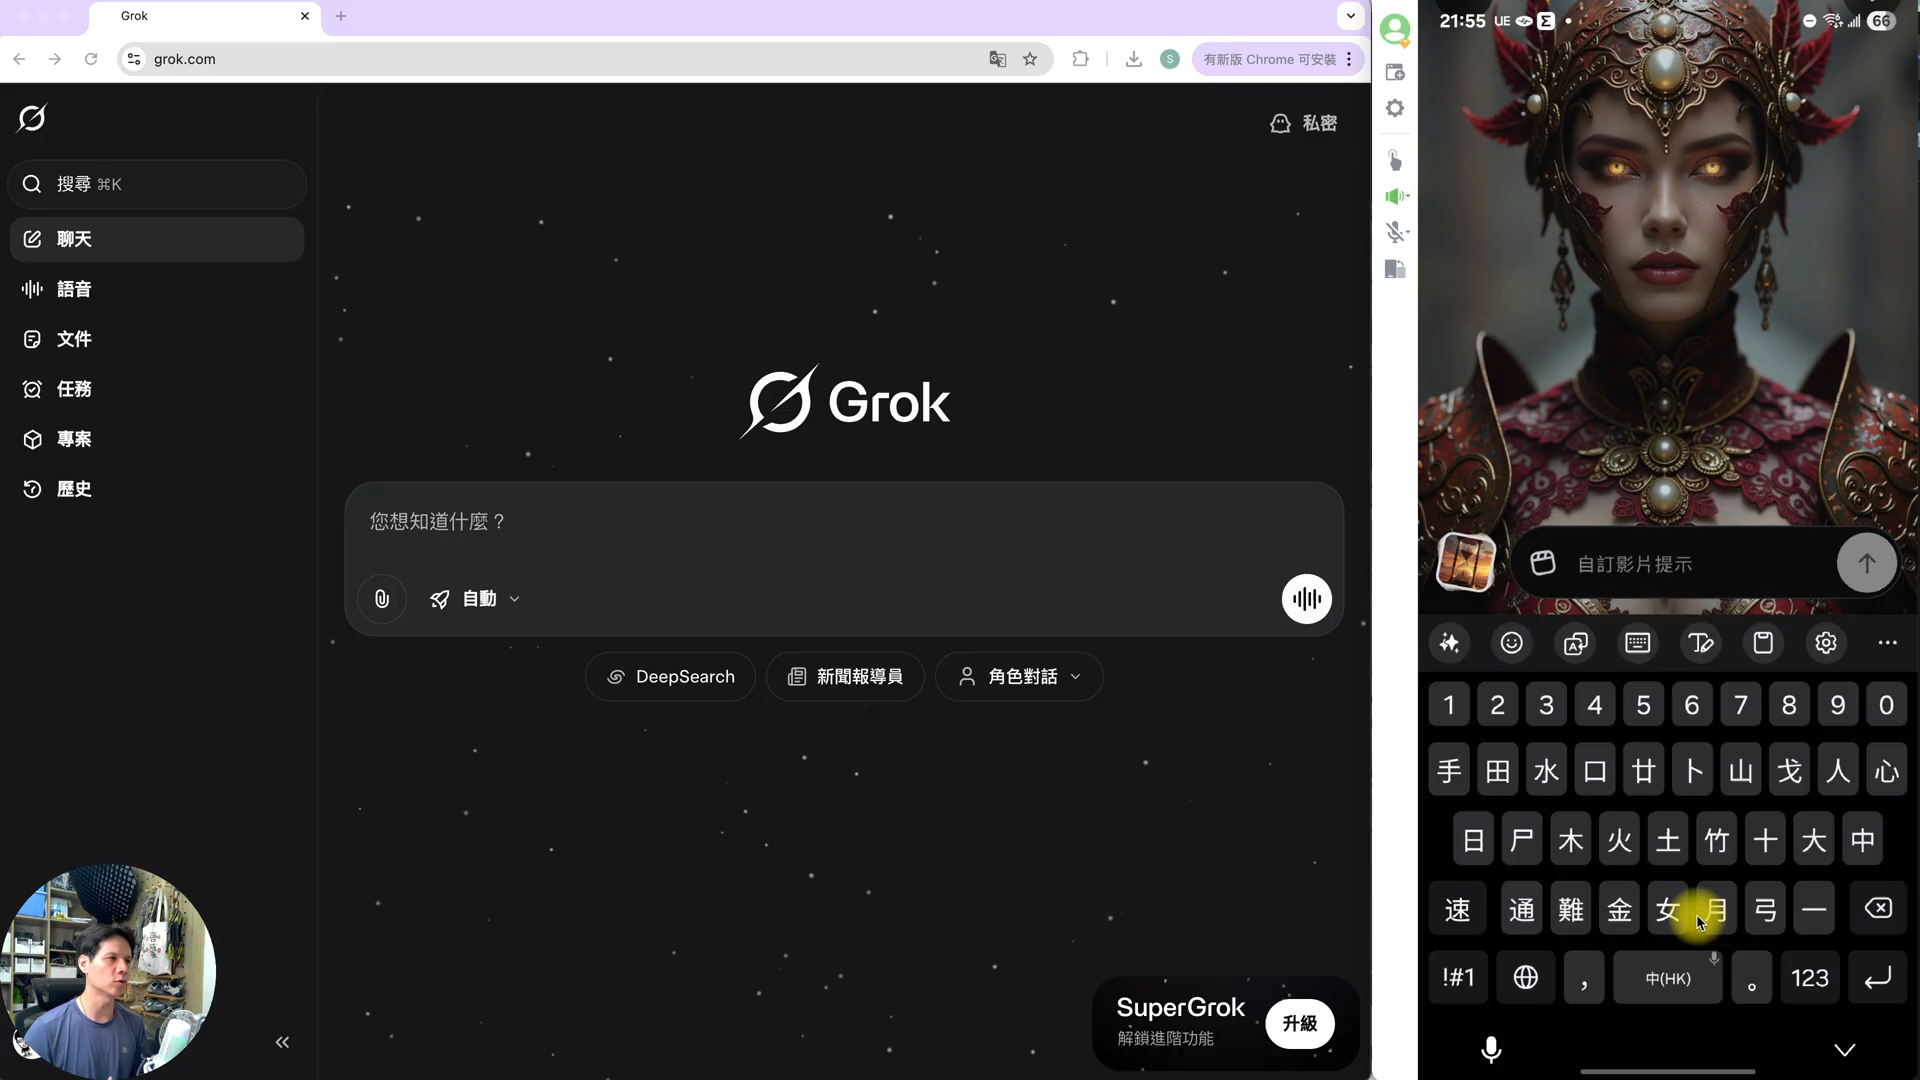 Grok
grok.com
有新版 Chrome 可安裝
S
私密
搜尋 ⌘K
聊天
語音
文件
任務
專案
歷史
Grok
您想知道什麼？
自動
DeepSearch
新聞報導員
角色對話
SuperGrok
解鎖進階功能
升級
21:55 UE
66
自訂影片提示
1 2 3 4 5 6 7 8 9 0
手 田 水 口 廿 卜 山 戈 人 心
日 尸 木 火 土 竹 十 大 中
速 通 難 金 女 月 弓 一
!#1 , 中(HK) 。 123